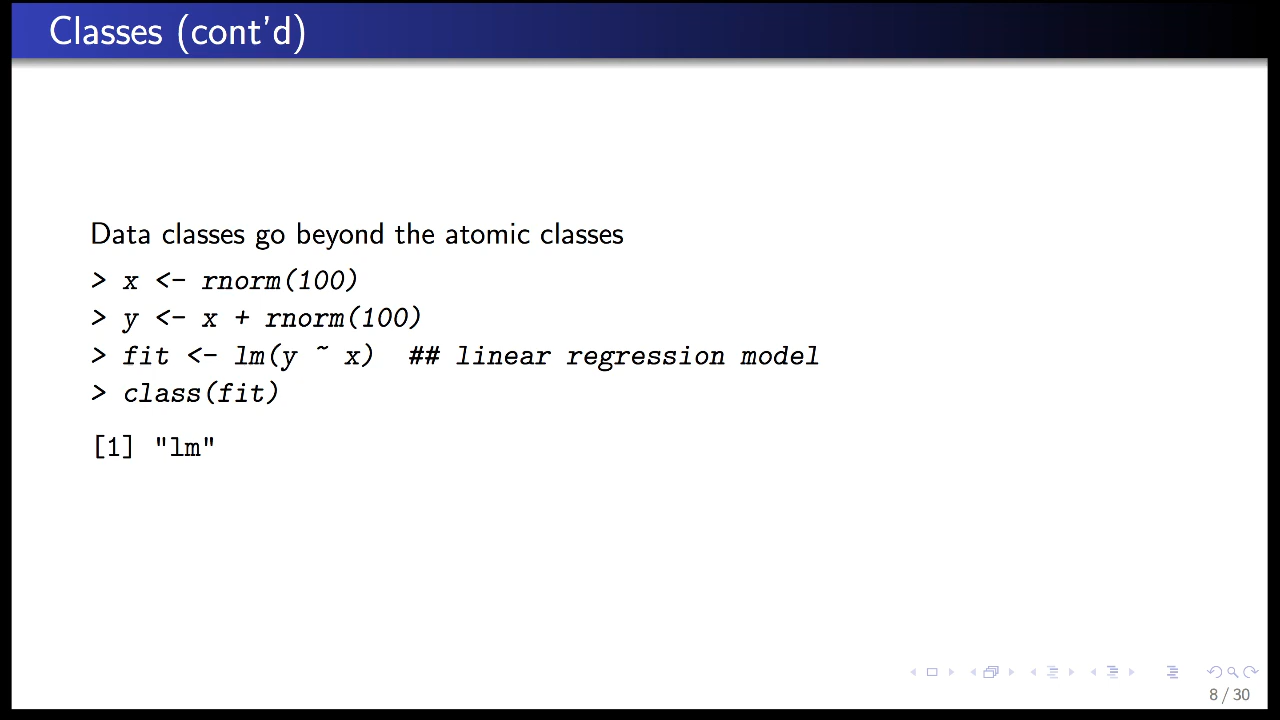 Classes (cont'd)
Data classes go beyond the atomic classes
> x <- rnorm(100)
> y <- x + rnorm(100)
> fit <- lm(y ~ x)  ## linear regression model
> class(fit)
[1] "lm"
8 / 30